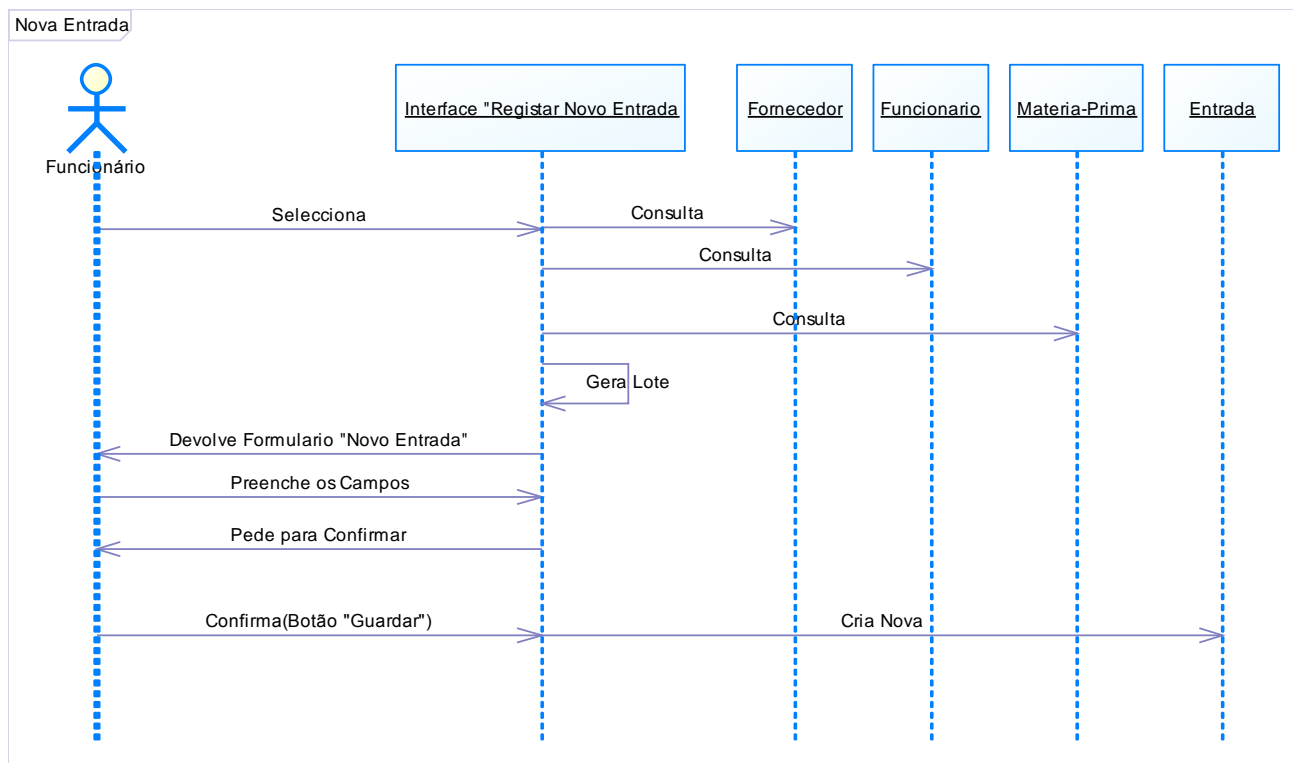 Nova Entrada
Funcionário
Interface "Registar Novo Entrada
Fornecedor
Funcionario
Materia-Prima
Entrada
Selecciona
Consulta
Consulta
Consulta
Gera Lote
Devolve Formulario "Novo Entrada"
Preenche os Campos
Pede para Confirmar
Confirma(Botão "Guardar")
Cria Nova